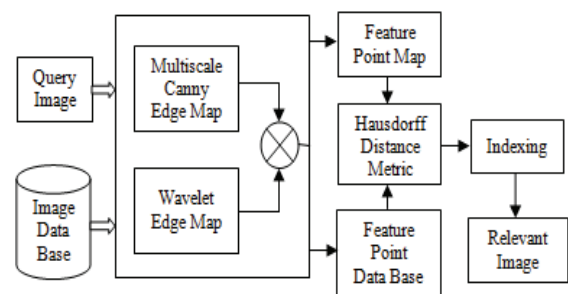 Query
Image
Image
Data
Base
Multiscale
Canny
Edge Map
Wavelet
Edge Map
Feature
Point Map
Hausdorff
Distance
Metric
Feature
Point
Data Base
Indexing
Relevant
Image